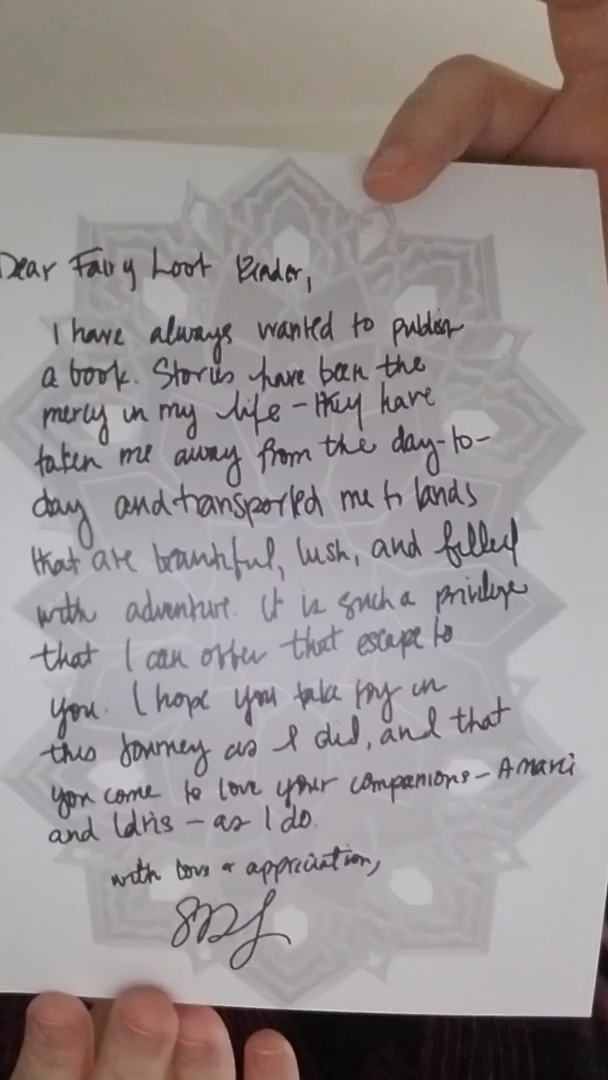 Dear Fairy Loot Reader,
I have always wanted to publish
a book. Stories have been the
mercy in my life - they have
taken me away from the day-to-
day and transported me to lands
that are beautiful, lush, and filled
with adventure. It is such a privilege
that I can offer that escape to
you. I hope you take joy in
this journey as I did, and that
you come to love your companions - Amani
and Idris - as I do.
with love & appreciation,